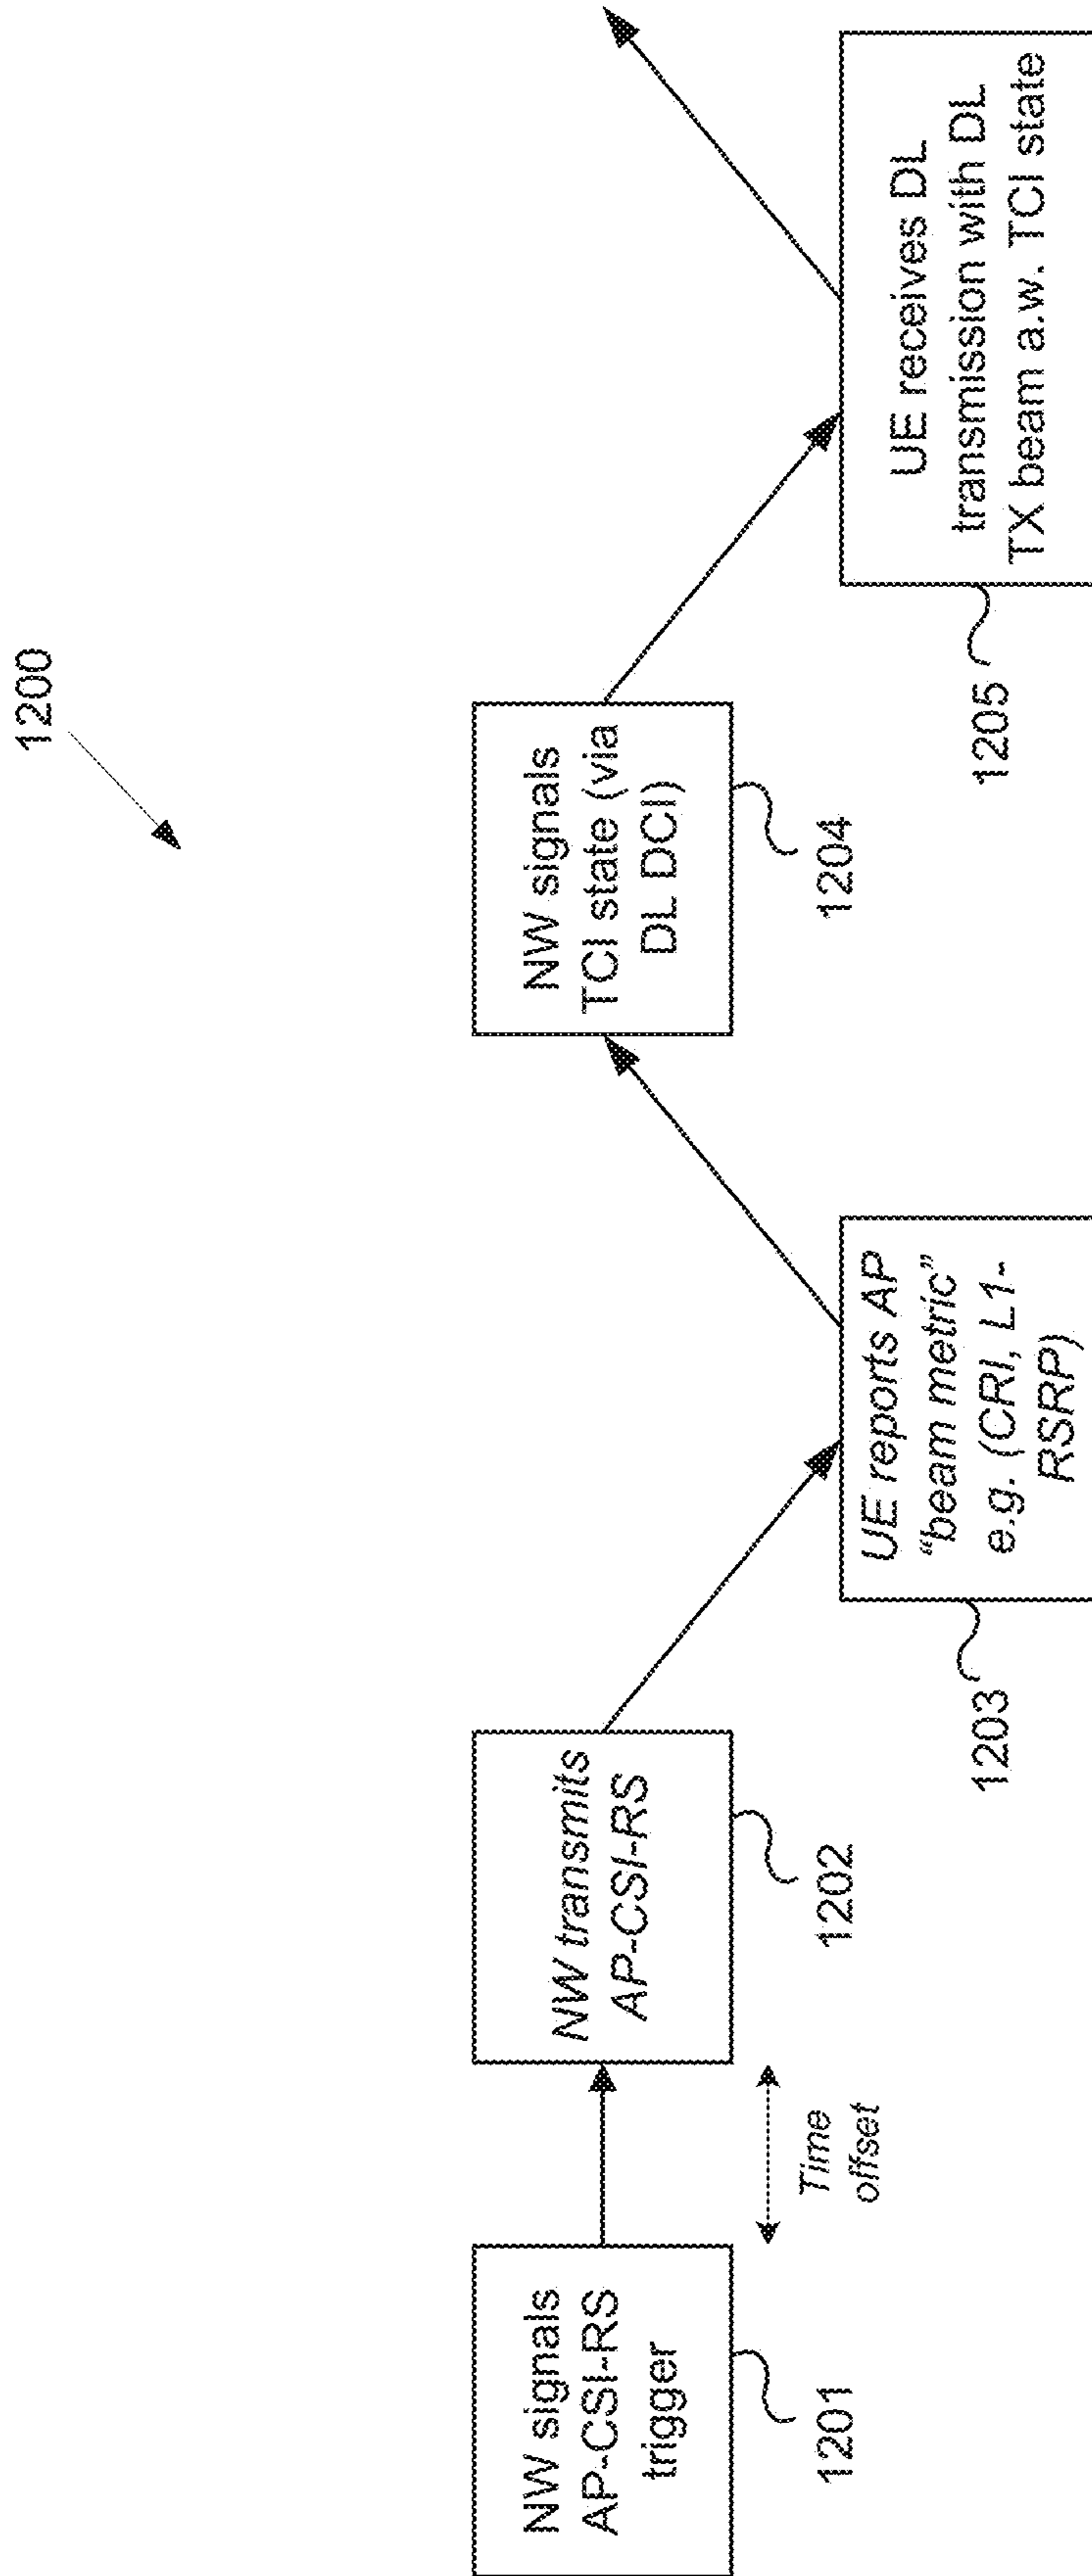 1200
NW signals
AP-CSI-RS
trigger
1201
Time
offset
NW transmits
AP-CSI-RS
1202
UE reports AP
“beam metric”
e.g. (CRI, L1-
RSRP)
1203
NW signals
TCI state (via
DL DCI)
1204
UE receives DL
transmission with DL
TX beam a.w. TCI state
1205